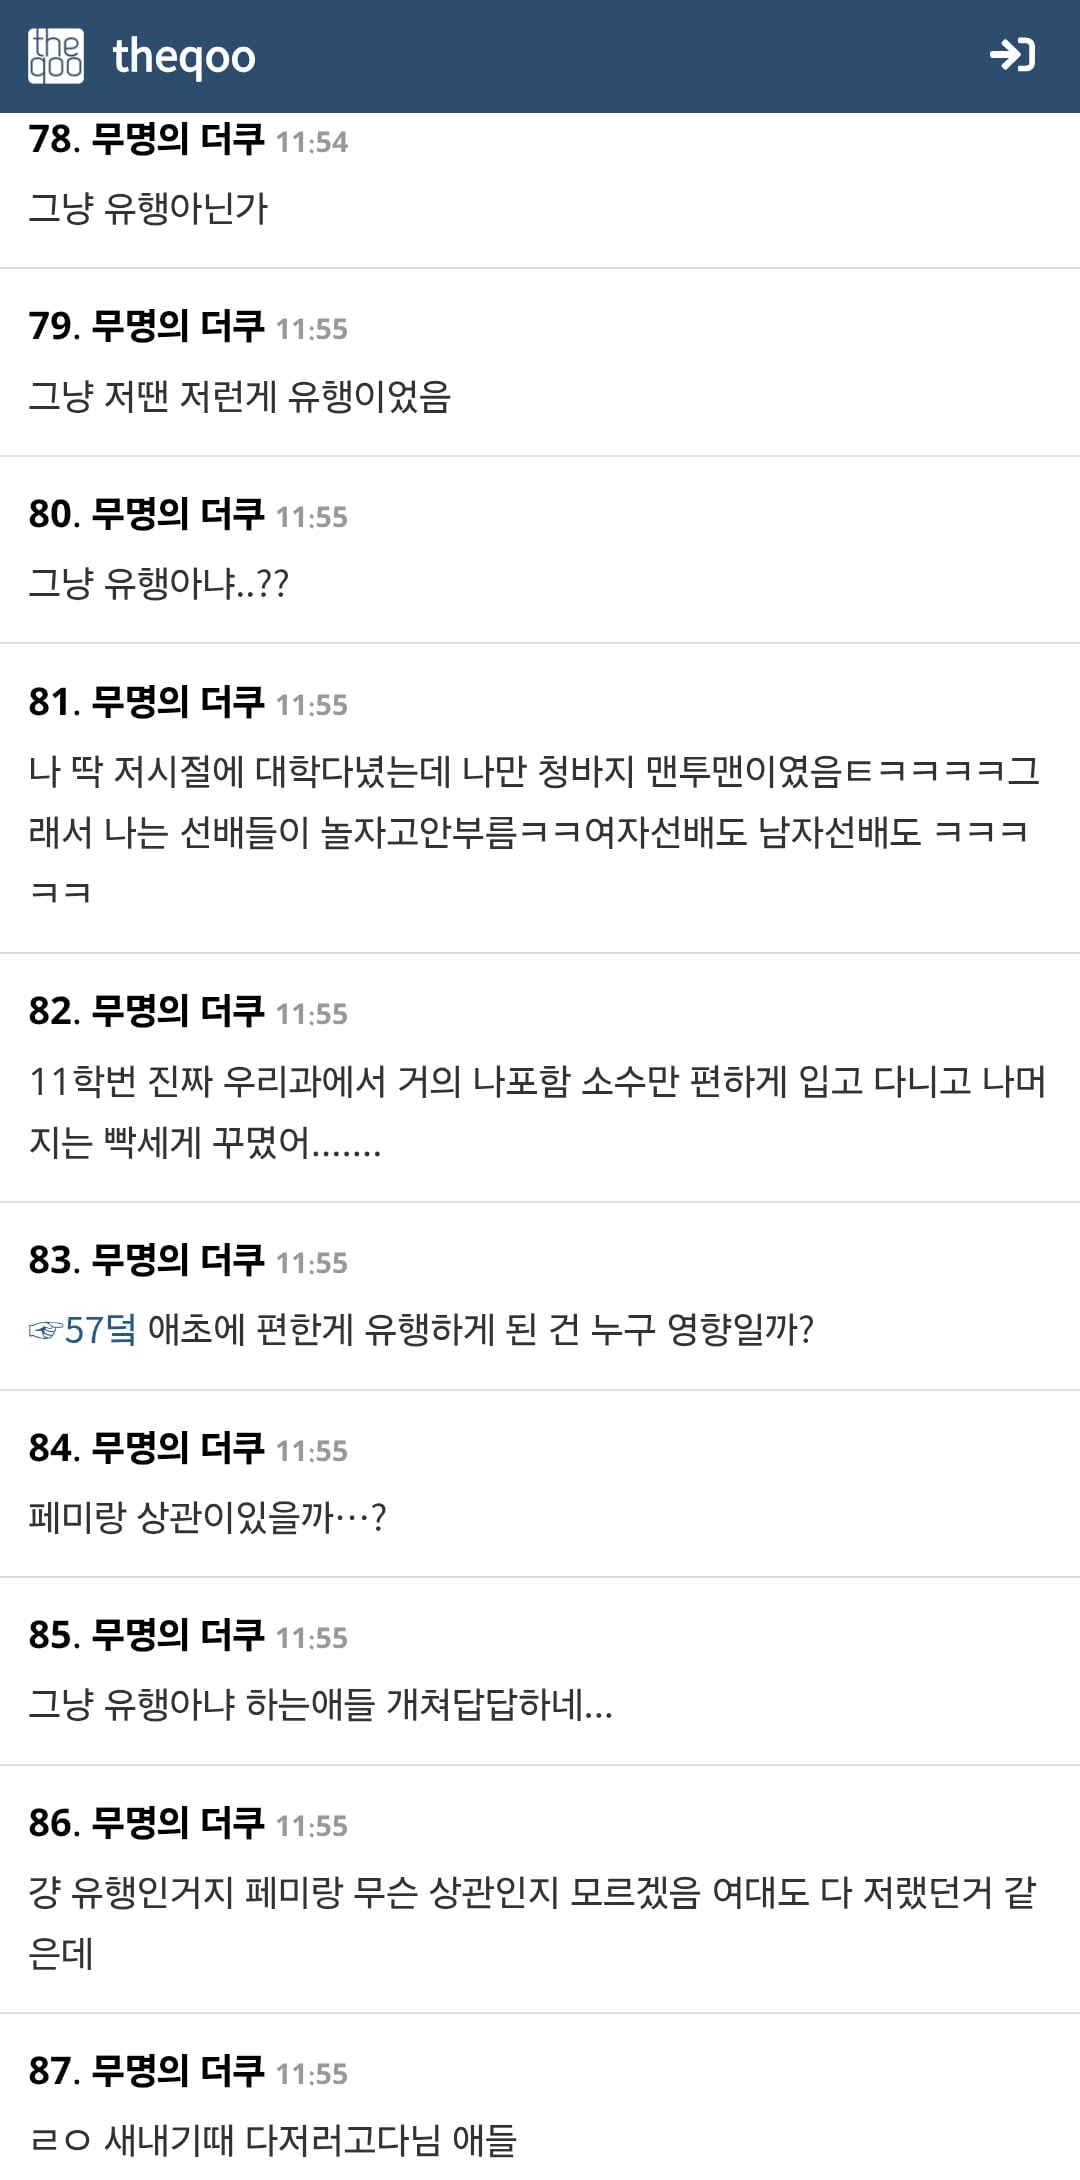 the
qoo
theqoo
78. 무명의 더쿠 11:54
그냥 유행아닌가
79. 무명의 더쿠 11:55
그냥 저땐 저런게 유행이었음
80. 무명의 더쿠 11:55
그냥 유행아냐..??
81. 무명의 더쿠 11:55
나 딱 저시절에 대학다녔는데 나만 청바지 맨투맨이였음ㅌㅋㅋㅋㅋ그
래서 나는 선배들이 놀자고안부름ㅋㅋ여자선배도 남자선배도 ㅋㅋㅋ
ㅋㅋ
82. 무명의 더쿠 11:55
11학번 진짜 우리과에서 거의 나포함 소수만 편하게 입고 다니고 나머
지는 빡세게 꾸몄어.......
83. 무명의 더쿠 11:55
☞57덬 애초에 편한게 유행하게 된 건 누구 영향일까?
84. 무명의 더쿠 11:55
페미랑 상관이있을까…?
85. 무명의 더쿠 11:55
그냥 유행아냐 하는애들 개쳐답답하네...
86. 무명의 더쿠 11:55
걍 유행인거지 페미랑 무슨 상관인지 모르겠음 여대도 다 저랬던거 같
은데
87. 무명의 더쿠 11:55
ㄹㅇ 새내기때 다저러고다님 애들